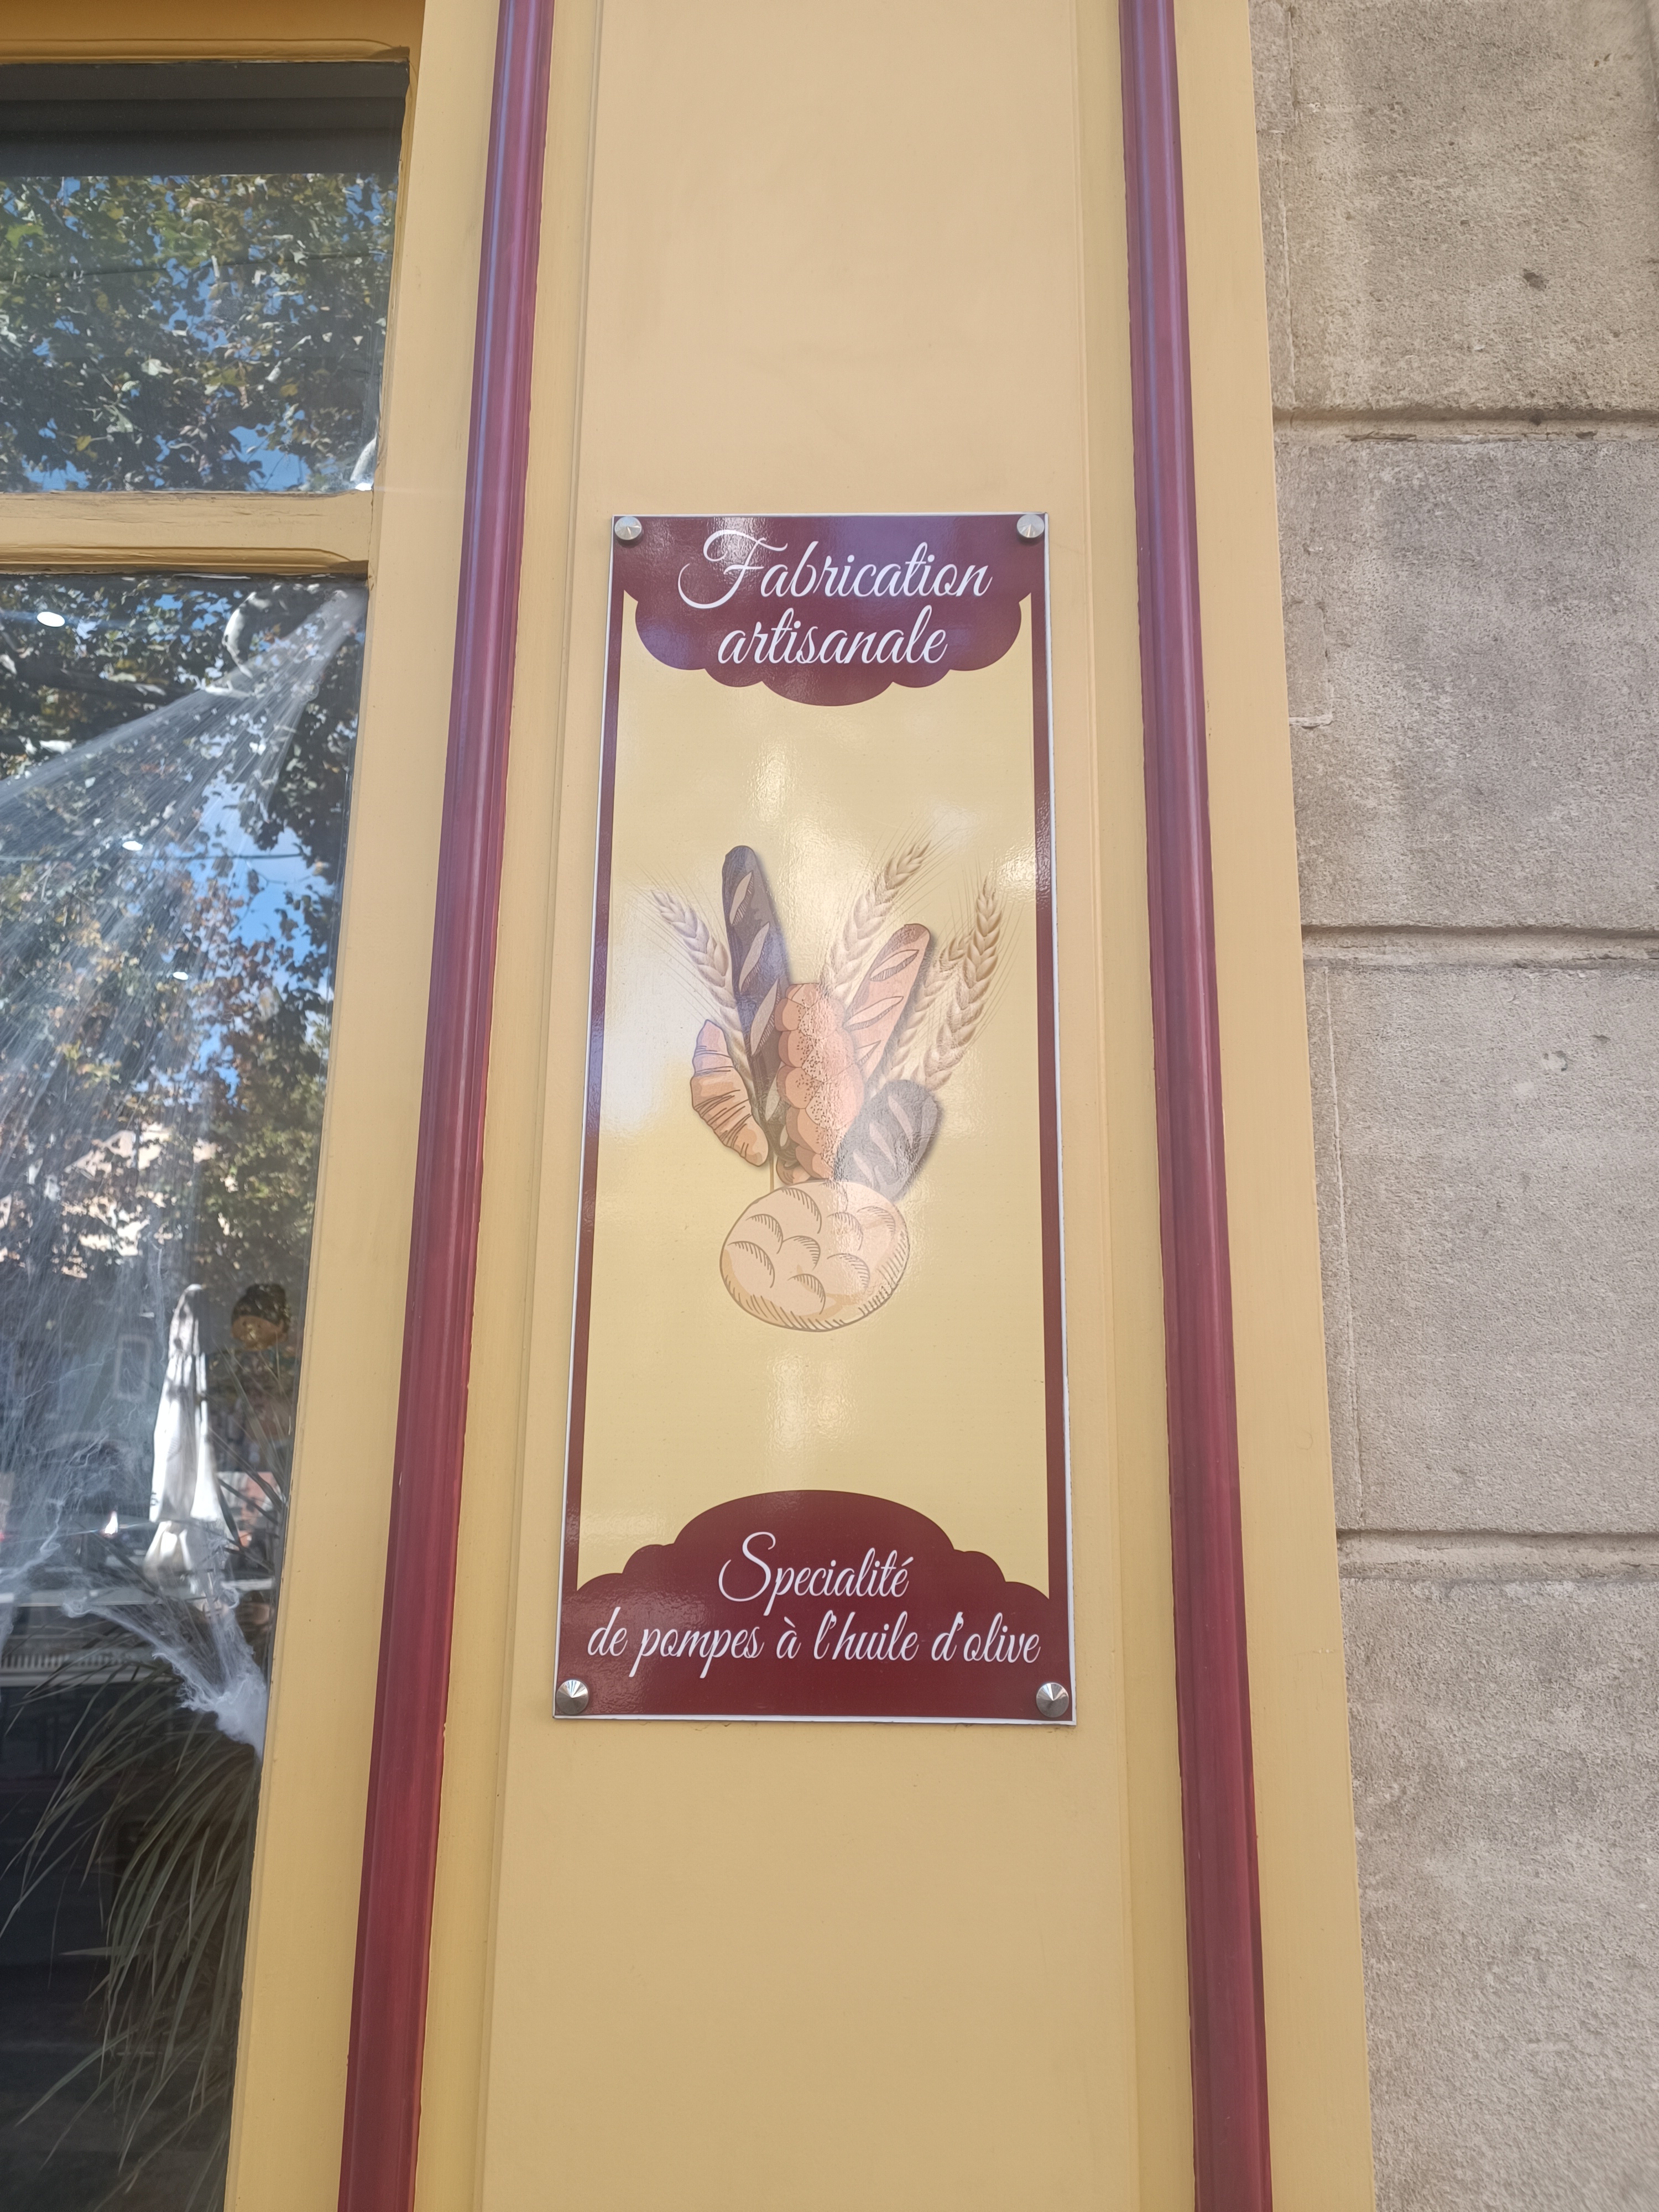 Fabrication
artisanale
Specialité
de pompes à l'huile d'olive